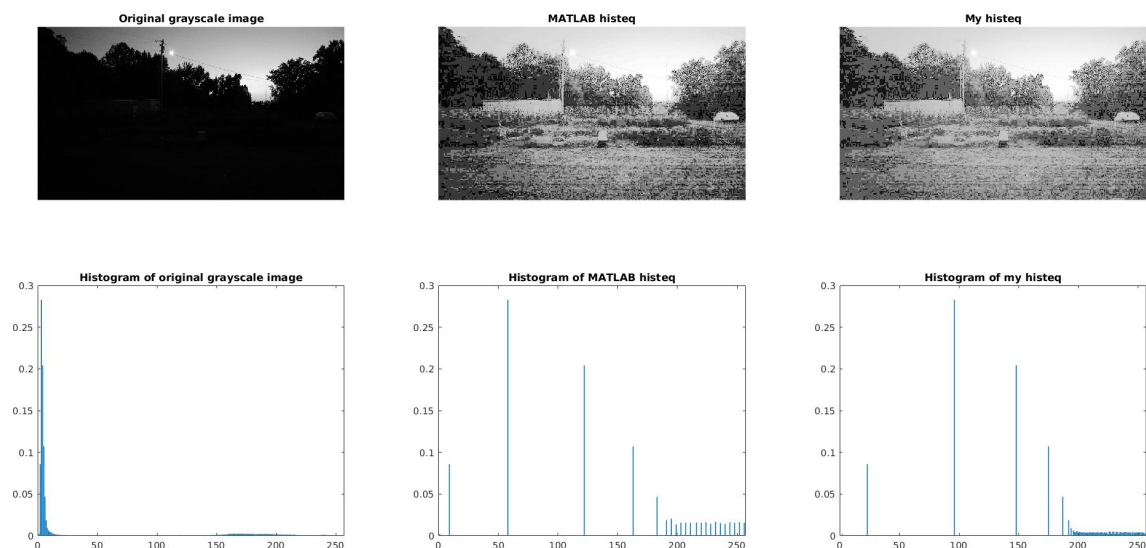 Original grayscale image
MATLAB histeq
My histeq
Histogram of original grayscale image
0.3
0.25
0.2
0.15
0.1
0.05
0
0 50 100 150 200 250
Histogram of MATLAB histeq
0.3
0.25
0.2
0.15
0.1
0.05
0
0 50 100 150 200 250
Histogram of my histeq
0.3
0.25
0.2
0.15
0.1
0.05
0
0 50 100 150 200 250